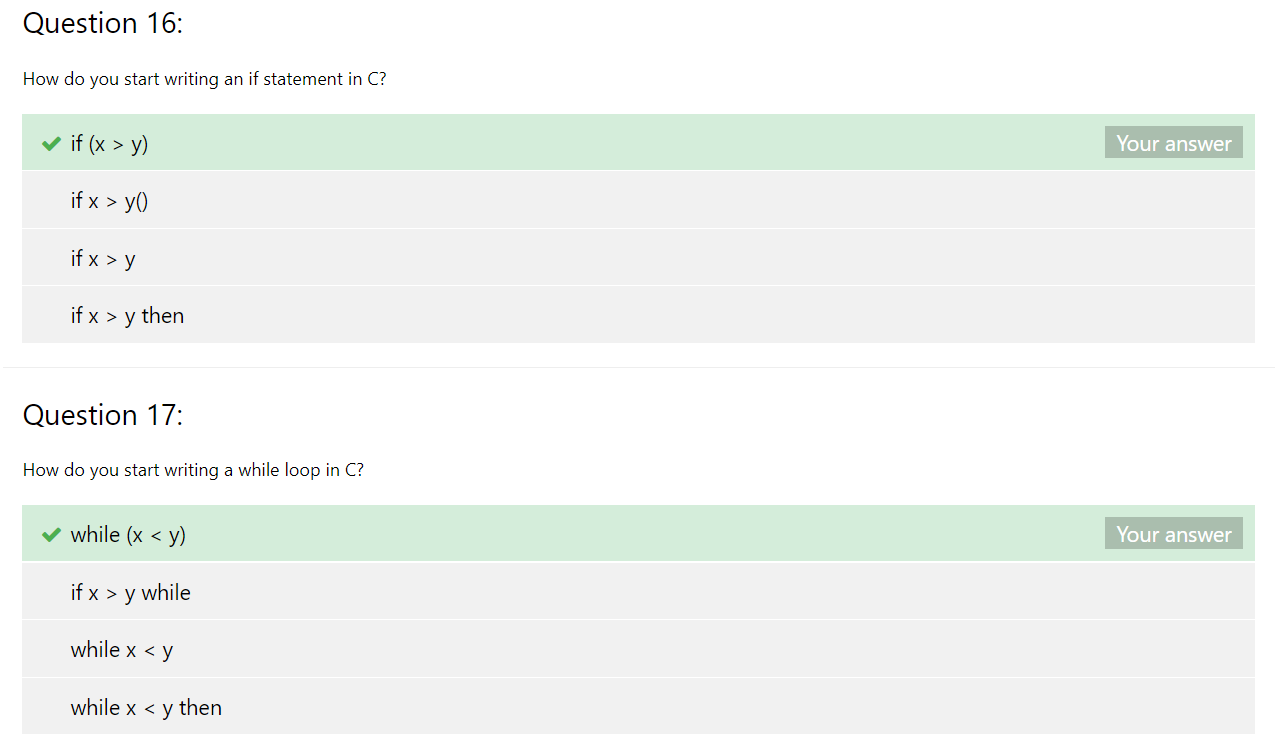 Question 16:
How do you start writing an if statement in C?
if (x > y)
Your answer
if x > y()
if x > y
if x > y then
Question 17:
How do you start writing a while loop in C?
while (x < y)
Your answer
if x > y while
while x < y
while x < y then